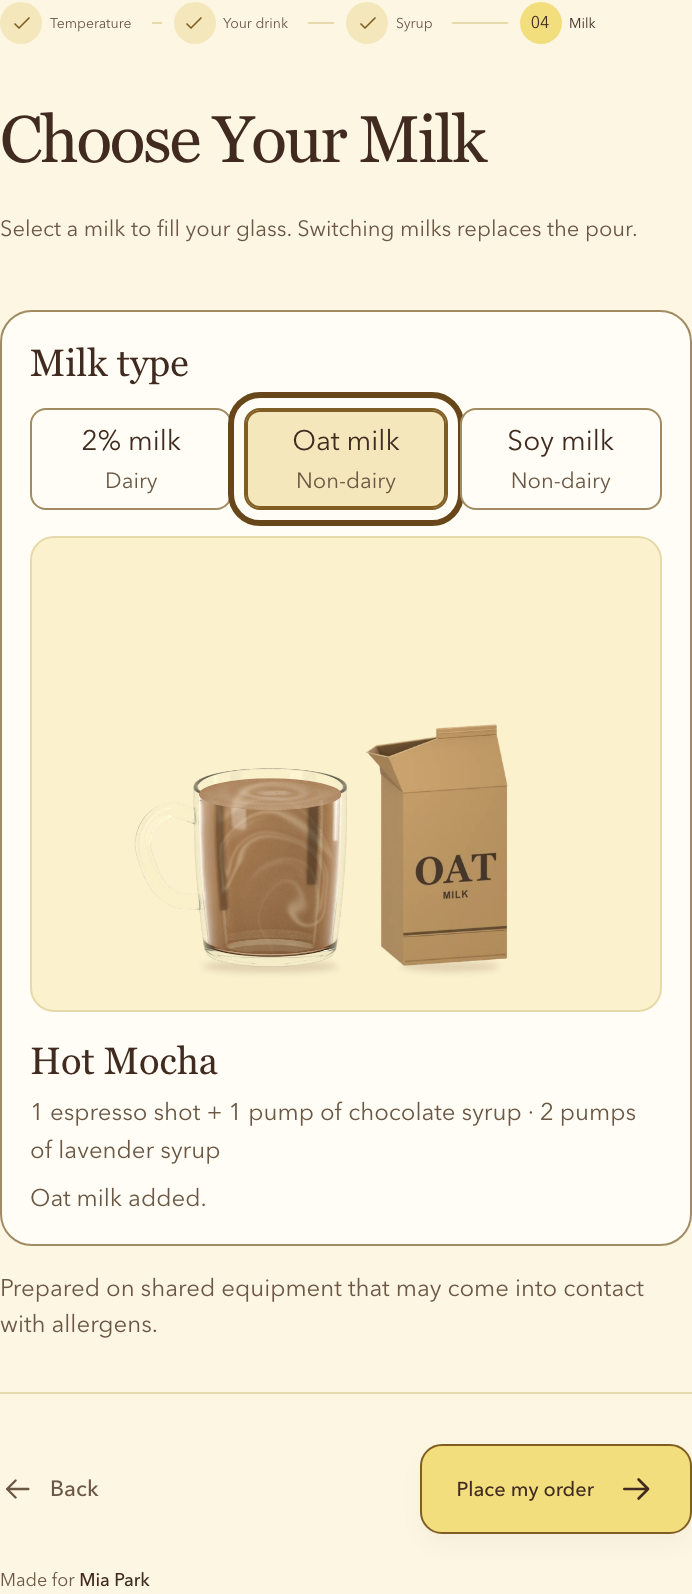 Temperature
Your drink
Syrup
04 Milk
Choose Your Milk
Select a milk to fill your glass. Switching milks replaces the pour.
Milk type
2% milk
Dairy
Oat milk
Non-dairy
Soy milk
Non-dairy
OAT
MILK
Hot Mocha
1 espresso shot + 1 pump of chocolate syrup · 2 pumps
of lavender syrup
Oat milk added.
Prepared on shared equipment that may come into contact
with allergens.
Back
Place my order
Made for Mia Park